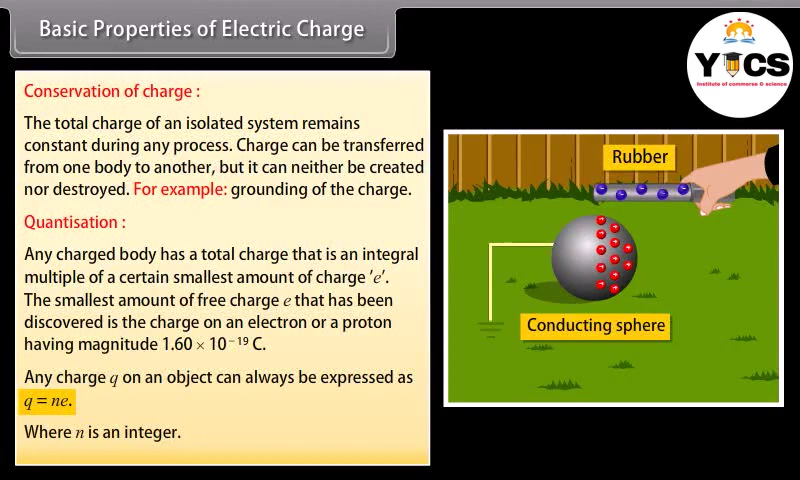 Basic Properties of Electric Charge
YICS
Institute of commerse & science
Conservation of charge :
The total charge of an isolated system remains
constant during any process. Charge can be transferred
from one body to another, but it can neither be created
nor destroyed. For example: grounding of the charge.
Quantisation :
Any charged body has a total charge that is an integral
multiple of a certain smallest amount of charge 'e'.
The smallest amount of free charge e that has been
discovered is the charge on an electron or a proton
having magnitude 1.60 × 10⁻¹⁹ C.
Any charge q on an object can always be expressed as
q = ne.
Where n is an integer.
Rubber
Conducting sphere